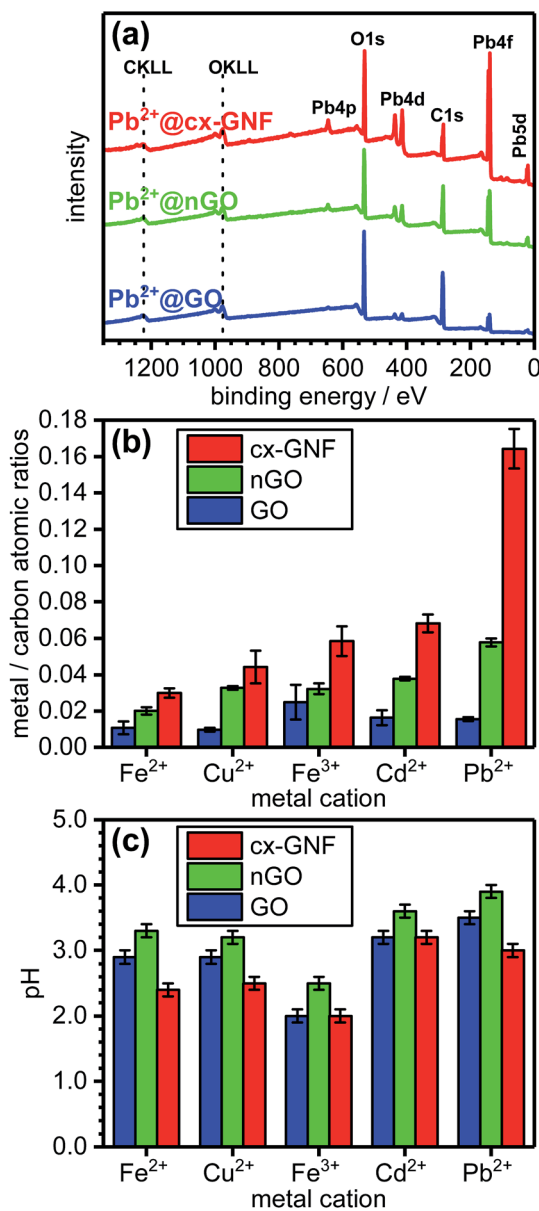 (a)
O1s
Pb4f
CKLL
OKLL
Pb4p
Pb4d
C1s
Pb5d
Pb²⁺@cx-GNF
Pb²⁺@nGO
Pb²⁺@GO
intensity
1200 1000 800 600 400 200 0
binding energy / eV
(b)
cx-GNF
nGO
GO
0.18
0.16
0.14
0.12
0.10
0.08
0.06
0.04
0.02
0.00
metal / carbon atomic ratios
Fe²⁺ Cu²⁺ Fe³⁺ Cd²⁺ Pb²⁺
metal cation
(c)
cx-GNF
nGO
GO
5.0
4.0
3.0
2.0
1.0
0.0
pH
Fe²⁺ Cu²⁺ Fe³⁺ Cd²⁺ Pb²⁺
metal cation